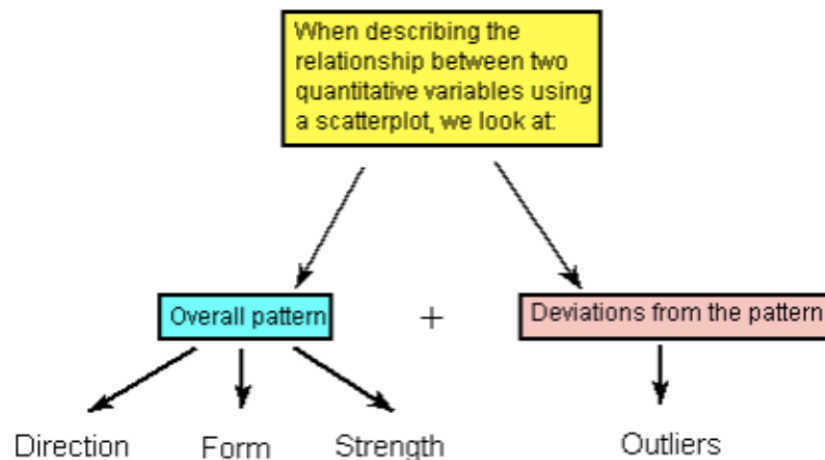 When describing the
relationship between two
quantitative variables using
a scatterplot, we look at:
Overall pattern
+
Deviations from the pattern
Direction
Form
Strength
Outliers